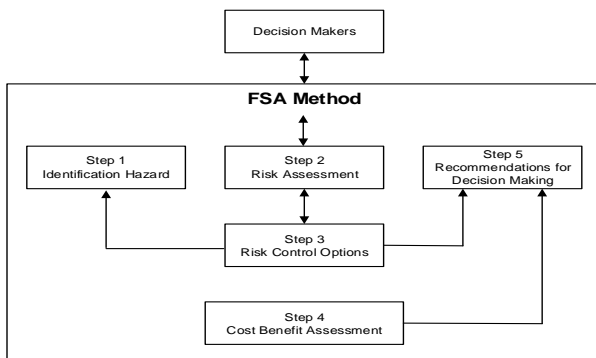 Decision Makers
FSA Method
Step 1
Identification Hazard
Step 2
Risk Assessment
Step 5
Recommendations for
Decision Making
Step 3
Risk Control Options
Step 4
Cost Benefit Assessment